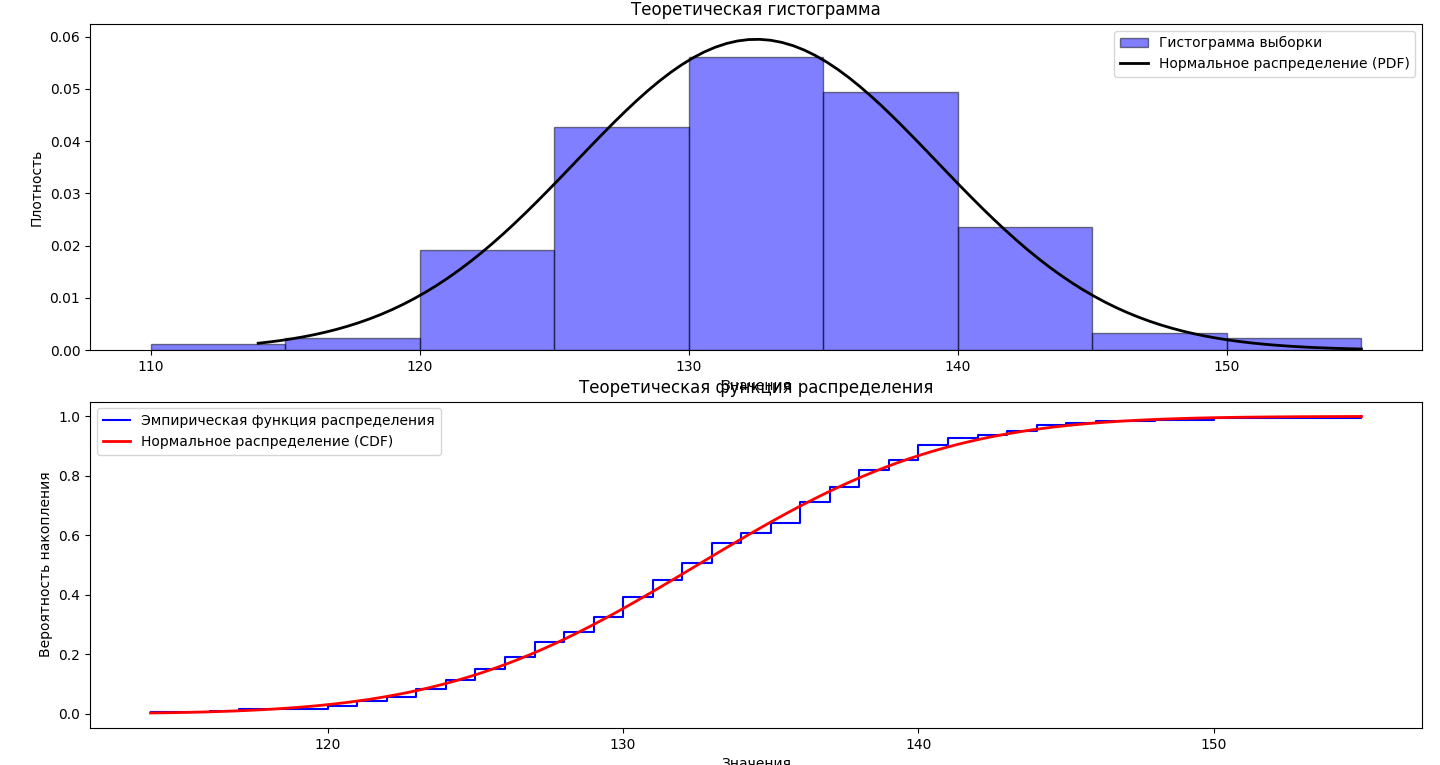 Теоретическая гистограмма
0.06
0.05
0.04
0.03
0.02
0.01
0.00
Плотность
Гистограмма выборки
Нормальное распределение (PDF)
110
120
130
140
150
Значения
Теоретическая функция распределения
1.0
0.8
0.6
0.4
0.2
0.0
Вероятность накопления
Эмпирическая функция распределения
Нормальное распределение (CDF)
120
130
140
150
Значения